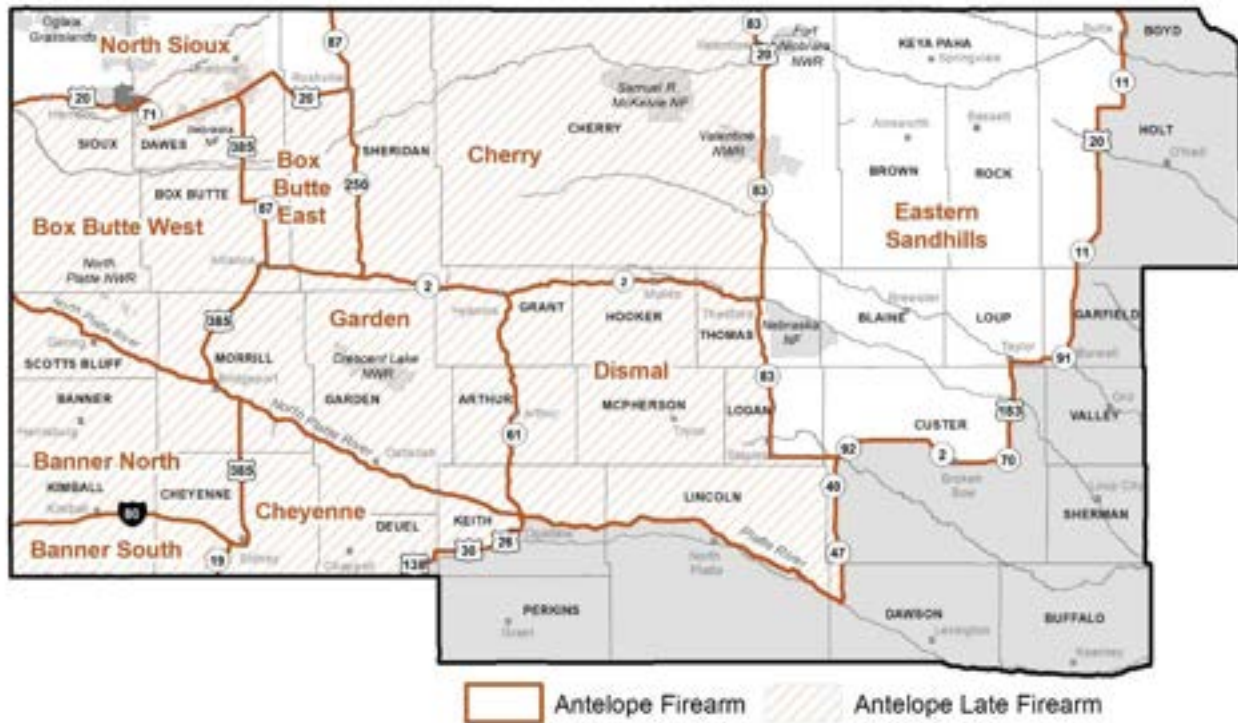 Oglala
Grasslands
North Sioux
87
Rushville
20
83
Valentine
20
Fort
Niobrara
NWR
KEYA PAHA
Springview
Butte
BOYD
11
20
71
Harrison
SIOUX
DAWES
Nebraska
NF
385
Box
Butte
East
SHERIDAN
250
CHERRY
Cherry
Samuel R.
McKelvie NF
Valentine
NWR
83
Ainsworth
Bassett
BROWN
ROCK
20
HOLT
O'Neill
BOX BUTTE
87
Box Butte West
North
Platte NWR
Alliance
Eastern
Sandhills
11
North Platte River
Gering
SCOTTS BLUFF
385
MORRILL
Bridgeport
2
Garden
Crescent Lake
NWR
GARDEN
Hyannis
GRANT
2
Mullen
HOOKER
Thedford
THOMAS
Nebraska
NF
Brewster
BLAINE
LOUP
Taylor
GARFIELD
91
Burwell
BANNER
Harrisburg
North Platte River
Oshkosh
ARTHUR
Arthur
61
Dismal
MCPHERSON
Tryon
83
LOGAN
Stapleton
CUSTER
183
VALLEY
Ord
Banner North
KIMBALL
Kimball
CHEYENNE
385
92
2
Broken
Bow
70
Loup City
SHERMAN
80
Banner South
19
Sidney
Cheyenne
DEUEL
Chappell
138
KEITH
30
26
Ogallala
LINCOLN
North
Platte
Platte River
40
47
PERKINS
Grant
DAWSON
Lexington
BUFFALO
Kearney
Antelope Firearm
Antelope Late Firearm